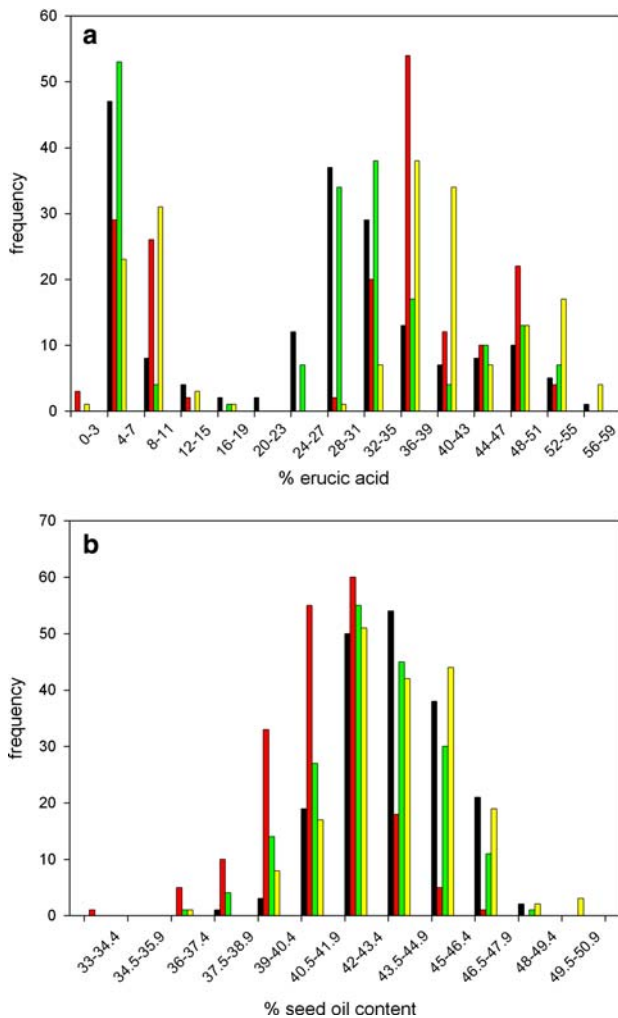 a
60
50
40
30
20
10
0
frequency
0-3 4-7 8-11 12-15 16-19 20-23 24-27 28-31 32-35 36-39 40-43 44-47 48-51 52-55 56-59
% erucic acid
b
70
60
50
40
30
20
10
0
frequency
33-34.4 34.5-35.9 36-37.4 37.5-38.9 39-40.4 40.5-41.9 42-43.4 43.5-44.9 45-46.4 46.5-47.9 48-49.4 49.5-50.9
% seed oil content